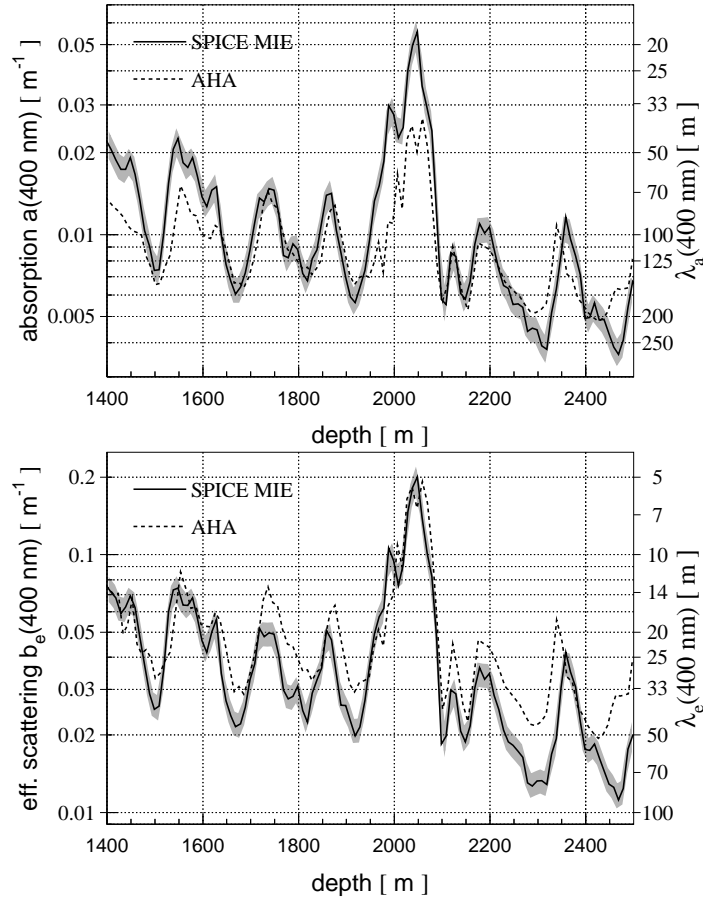 SPICE MIE
AHA
absorption a(400 nm) [ m⁻¹ ]
0.05
0.03
0.02
0.01
0.005
20
25
33
50
70
100
125
200
250
λₐ(400 nm) [ m ]
1400 1600 1800 2000 2200 2400
depth [ m ]
SPICE MIE
AHA
eff. scattering bₑ(400 nm) [ m⁻¹ ]
0.2
0.1
0.05
0.03
0.02
0.01
5
7
10
14
20
25
33
50
70
100
λₑ(400 nm) [ m ]
1400 1600 1800 2000 2200 2400
depth [ m ]